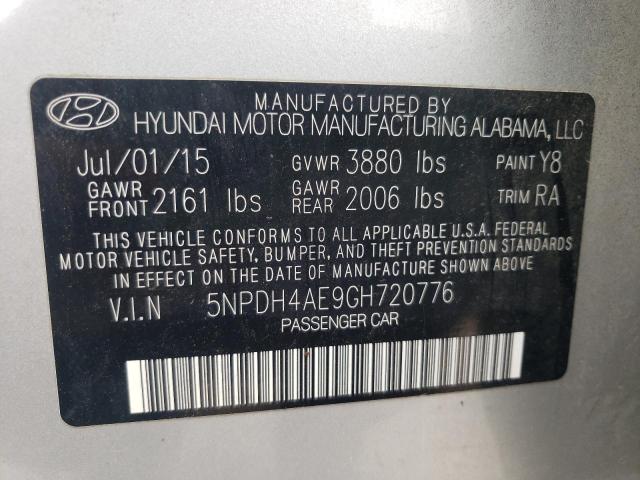 MANUFACTURED BY
HYUNDAI MOTOR MANUFACTURING ALABAMA, LLC
Jul/01/15 GVWR 3880 lbs PAINT Y8
GAWR FRONT 2161 lbs GAWR REAR 2006 lbs TRIM RA
THIS VEHICLE CONFORMS TO ALL APPLICABLE U.S.A. FEDERAL
MOTOR VEHICLE SAFETY, BUMPER, AND THEFT PREVENTION STANDARDS
IN EFFECT ON THE DATE OF MANUFACTURE SHOWN ABOVE.
V.I.N 5NPDH4AE9GH720776
PASSENGER CAR